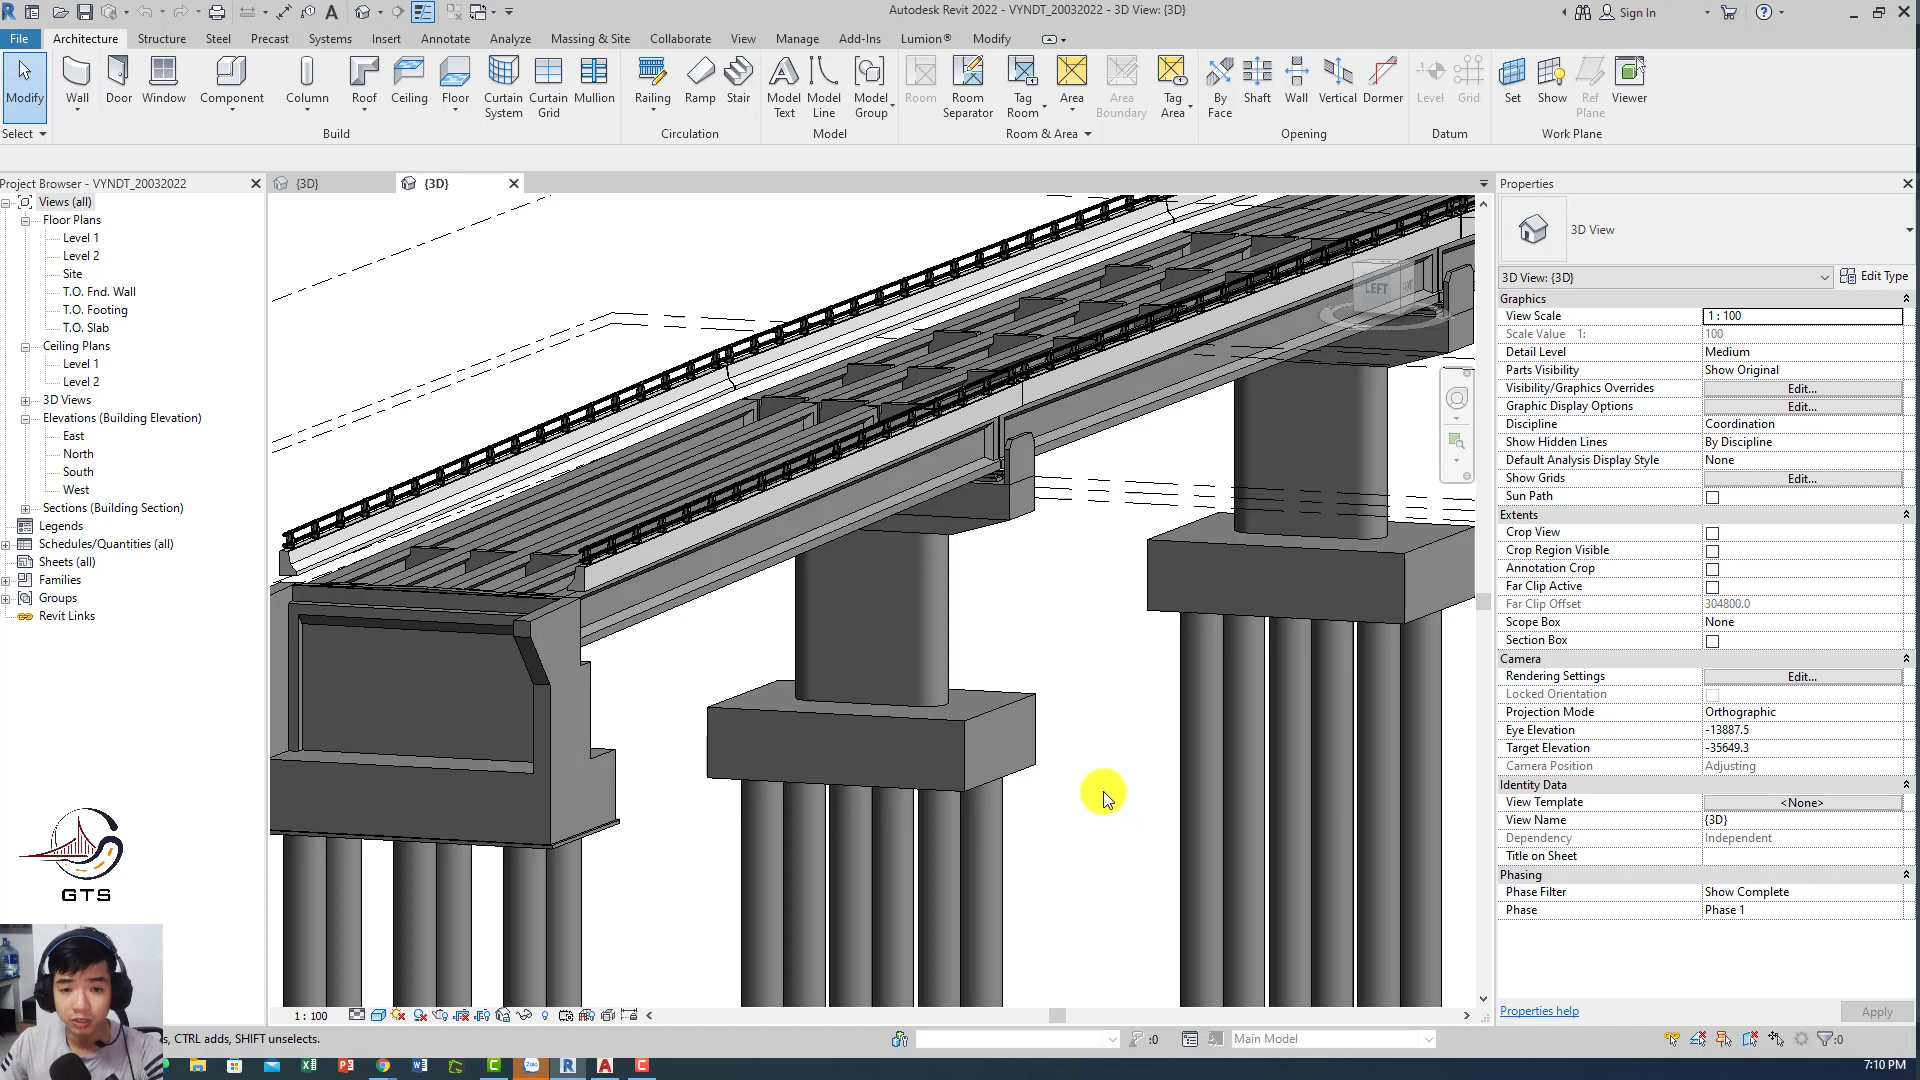 Autodesk Revit 2022 - VYNDT_20032022 - 3D View: {3D}
Sign In
File Architecture Structure Steel Precast Systems Insert Annotate Analyze Massing & Site Collaborate View Manage Add-Ins Lumion® Modify
Modify Wall Door Window Component Column Roof Ceiling Floor Curtain System Curtain Grid Mullion Railing Ramp Stair Model Text Model Line Model Group Room Room Separator Tag Room Area Area Boundary Tag Area By Face Shaft Wall Vertical Dormer Level Grid Set Show Ref Plane Viewer
Select Build Circulation Model Room & Area Opening Datum Work Plane
Project Browser - VYNDT_20032022
Views (all)
Floor Plans
Level 1
Level 2
Site
T.O. Fnd. Wall
T.O. Footing
T.O. Slab
Ceiling Plans
Level 1
Level 2
3D Views
Elevations (Building Elevation)
East
North
South
West
Sections (Building Section)
Legends
Schedules/Quantities (all)
Sheets (all)
Families
Groups
Revit Links
GTS
{3D} {3D}
LEFT
1 : 100
Properties
3D View
3D View: {3D} Edit Type
Graphics
View Scale 1 : 100
Scale Value 1: 100
Detail Level Medium
Parts Visibility Show Original
Visibility/Graphics Overrides Edit...
Graphic Display Options Edit...
Discipline Coordination
Show Hidden Lines By Discipline
Default Analysis Display Style None
Show Grids Edit...
Sun Path
Extents
Crop View
Crop Region Visible
Annotation Crop
Far Clip Active
Far Clip Offset 304800.0
Scope Box None
Section Box
Camera
Rendering Settings Edit...
Locked Orientation
Projection Mode Orthographic
Eye Elevation -13887.5
Target Elevation -35649.3
Camera Position Adjusting
Identity Data
View Template <None>
View Name {3D}
Dependency Independent
Title on Sheet
Phasing
Phase Filter Show Complete
Phase Phase 1
Properties help Apply
s, CTRL adds, SHIFT unselects. :0 Main Model :0
Zalo
7:10 PM